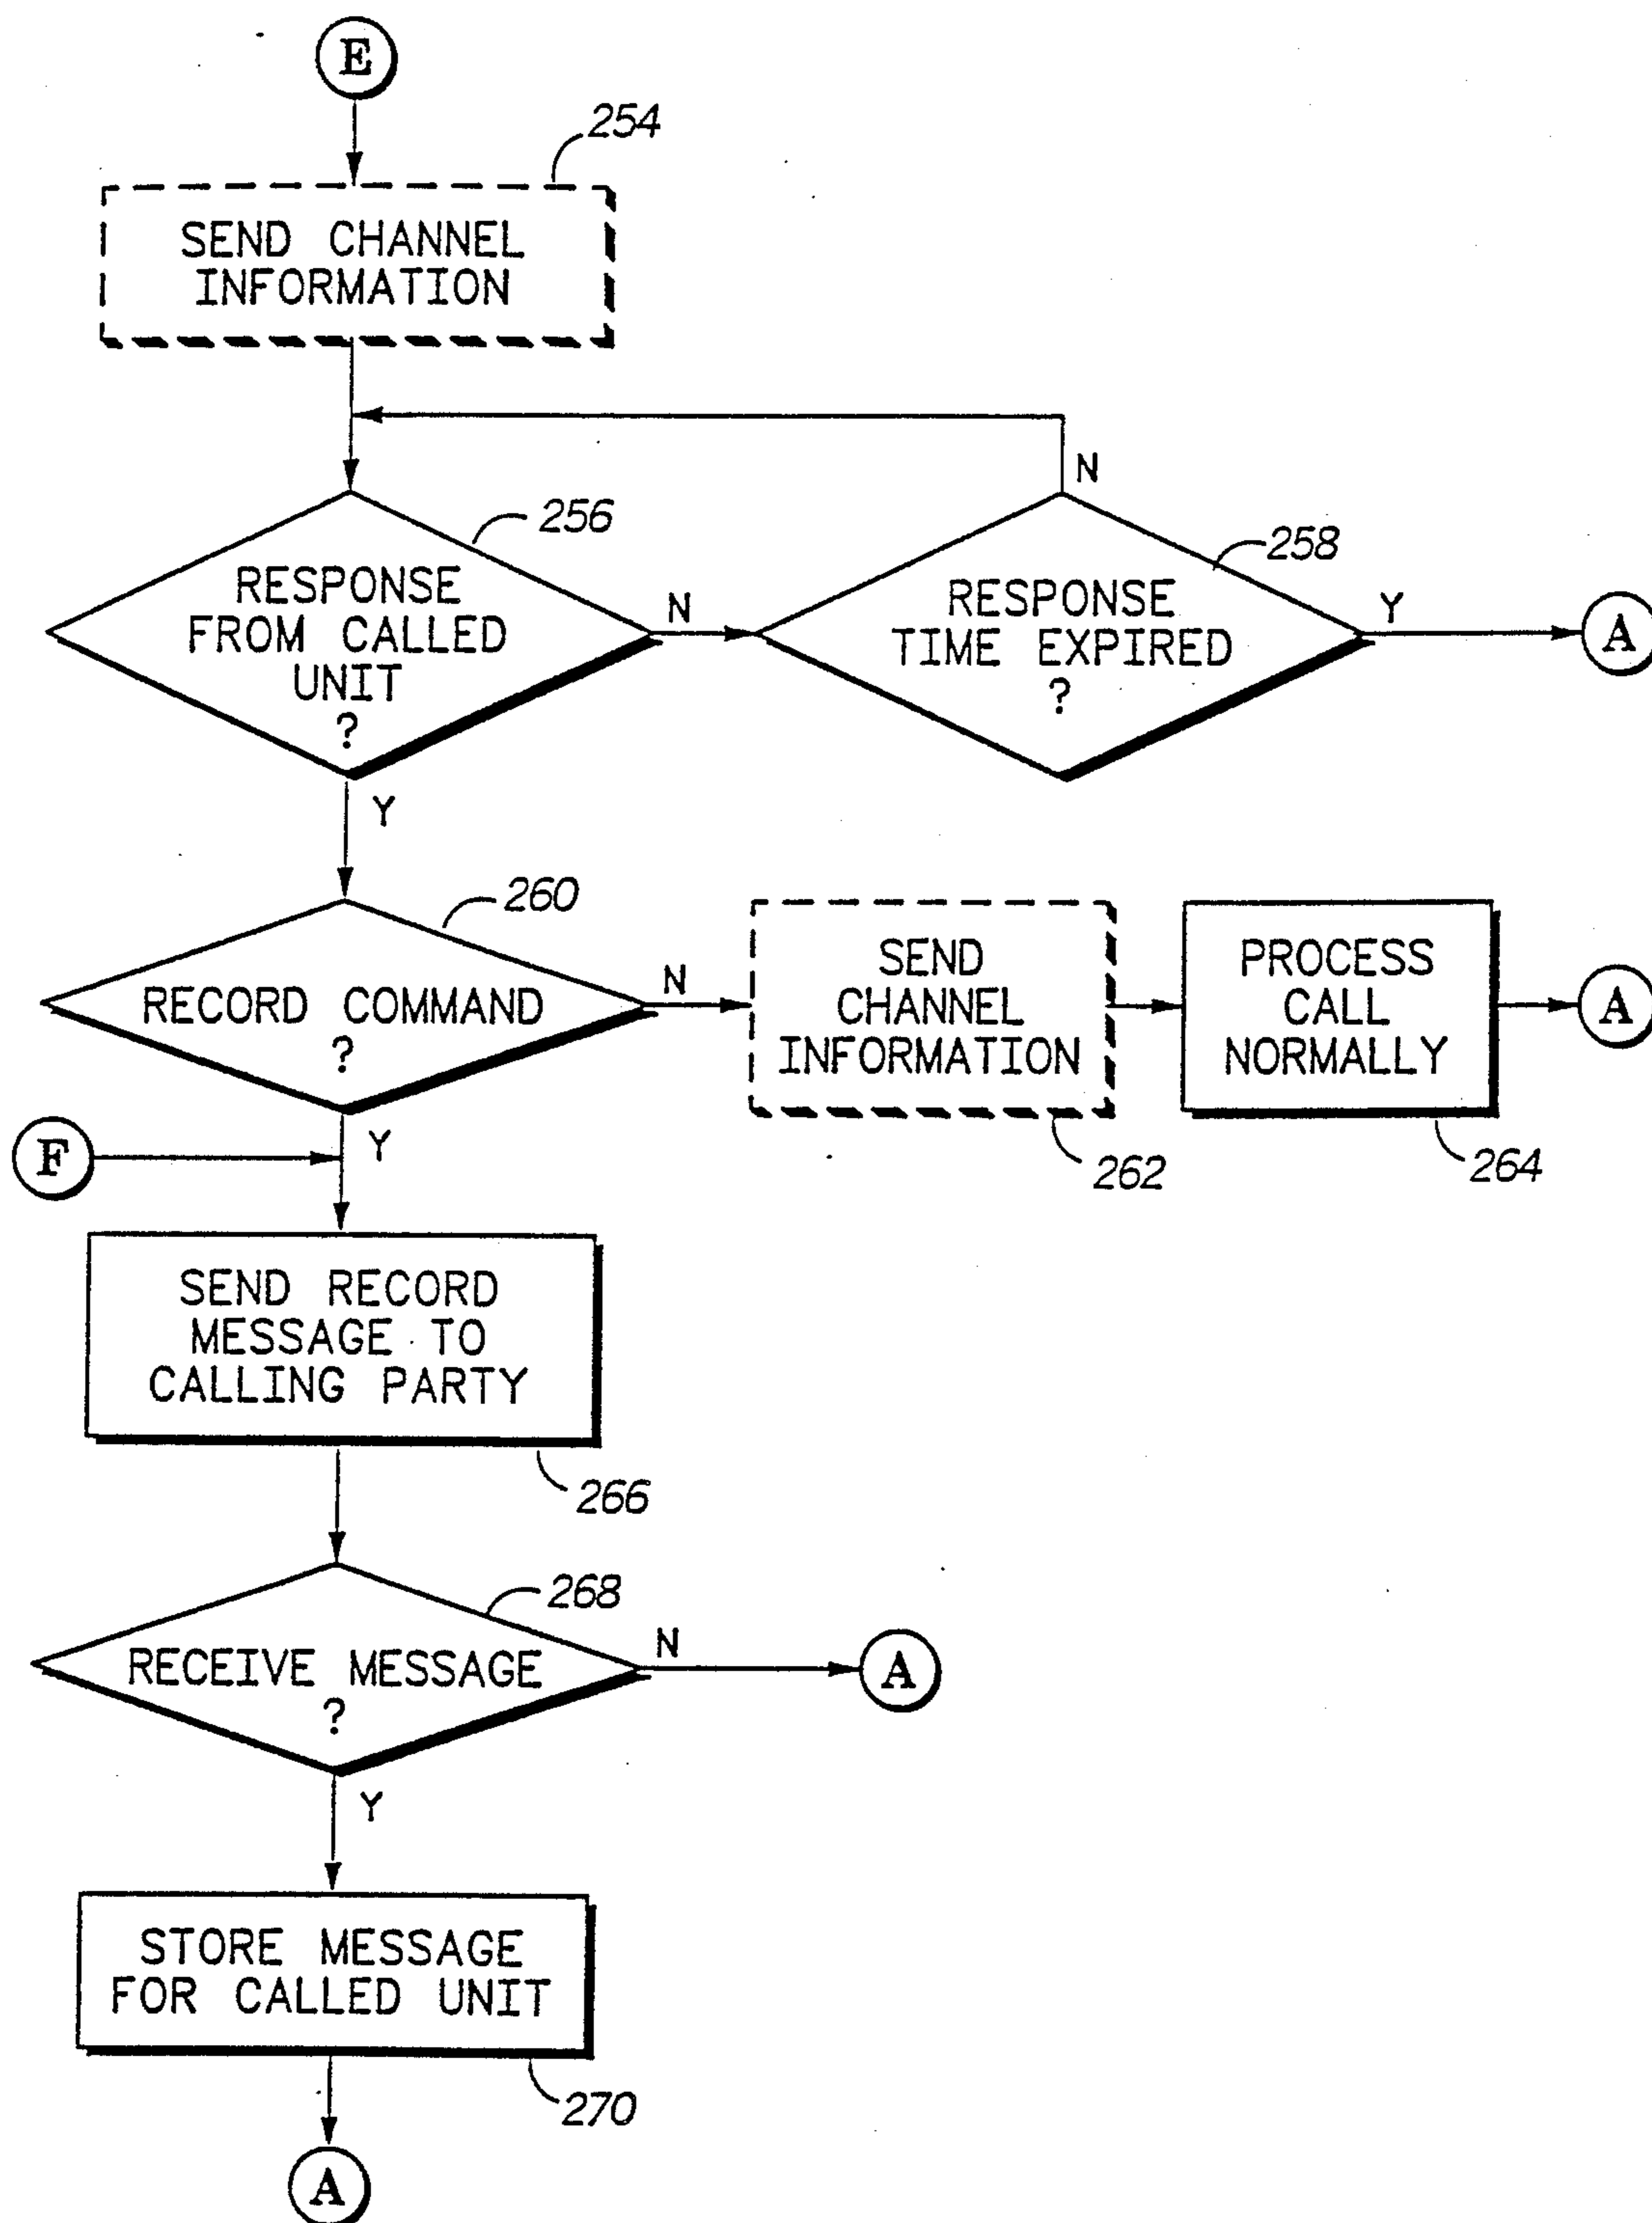 E
254
SEND CHANNEL
INFORMATION
N
256
258
RESPONSE
FROM CALLED
UNIT
?
N
RESPONSE
TIME EXPIRED
?
Y
A
Y
260
RECORD COMMAND
?
N
SEND
CHANNEL
INFORMATION
PROCESS
CALL
NORMALLY
A
262
264
F
Y
SEND RECORD
MESSAGE TO
CALLING PARTY
266
268
RECEIVE MESSAGE
?
N
A
Y
STORE MESSAGE
FOR CALLED UNIT
270
A